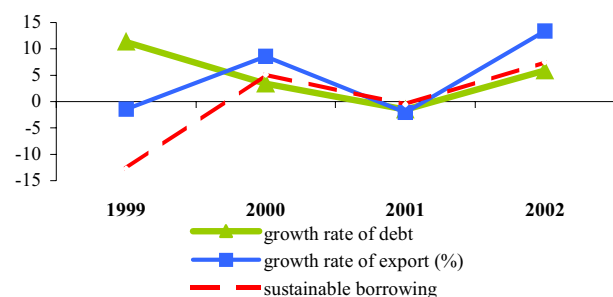 15
10
5
0
-5
-10
-15
1999 2000 2001 2002
growth rate of debt
growth rate of export (%)
sustainable borrowing